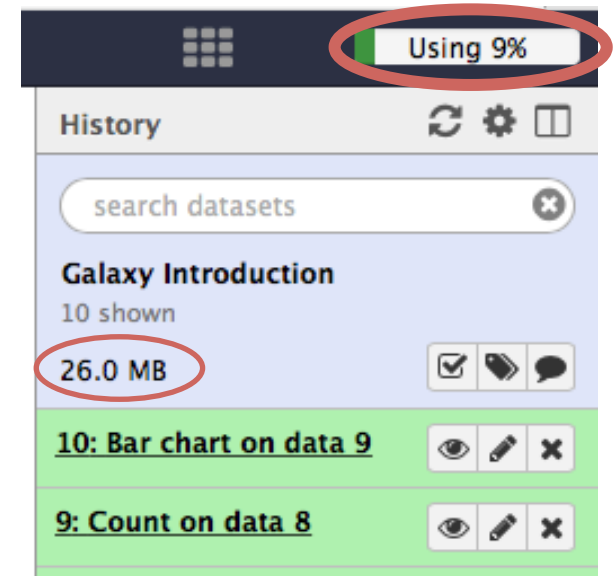 Using 9%
History
search datasets
Galaxy Introduction
10 shown
26.0 MB
10: Bar chart on data 9
9: Count on data 8